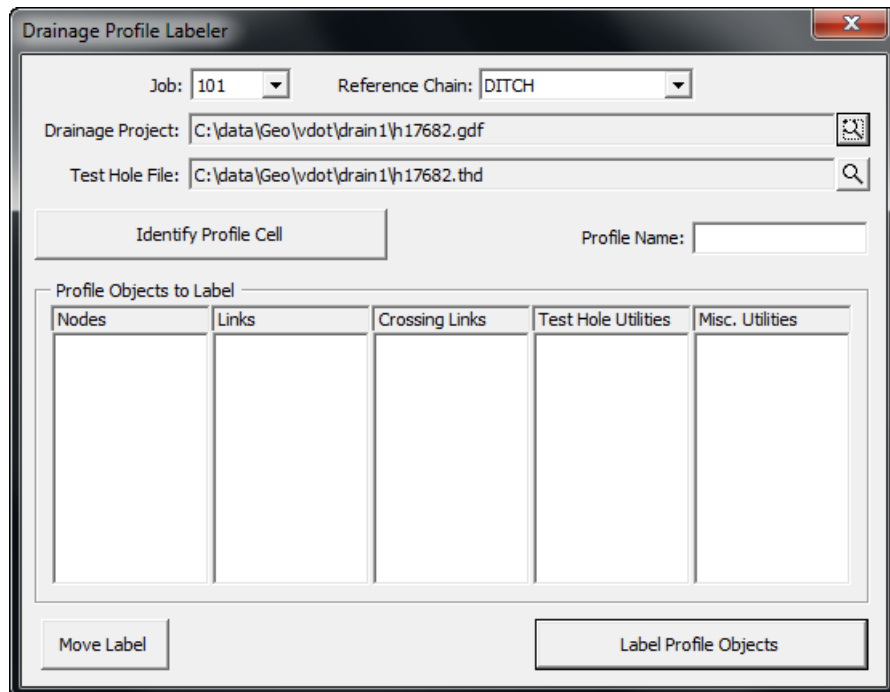 Drainage Profile Labeler
Job: 101 Reference Chain: DITCH
Drainage Project: C:\data\Geo\vdot\drain1\h17682.gdf
Test Hole File: C:\data\Geo\vdot\drain1\h17682.thd
Identify Profile Cell Profile Name:
Profile Objects to Label
Nodes Links Crossing Links Test Hole Utilities Misc. Utilities
Move Label Label Profile Objects